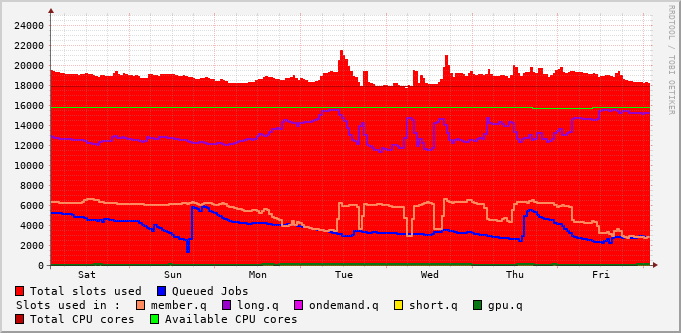 24000
22000
20000
18000
16000
14000
12000
10000
8000
6000
4000
2000
0
Sat Sun Mon Tue Wed Thu Fri
RRDTOOL / TOBI OETIKER
Total slots used Queued Jobs
Slots used in : member.q long.q ondemand.q short.q gpu.q
Total CPU cores Available CPU cores